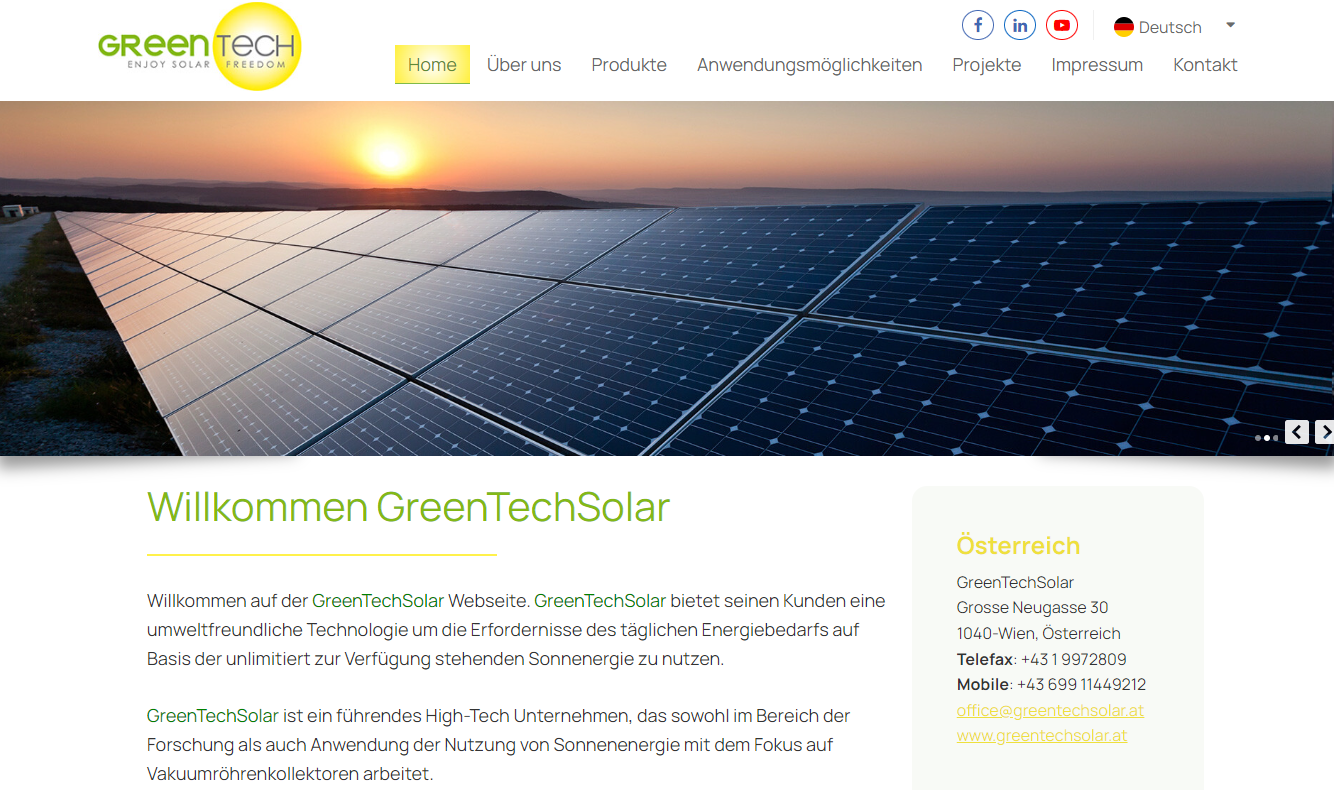 GREENTECH
ENJOY SOLAR FREEDOM
Deutsch
Home Über uns Produkte Anwendungsmöglichkeiten Projekte Impressum Kontakt
Willkommen GreenTechSolar
Willkommen auf der GreenTechSolar Webseite. GreenTechSolar bietet seinen Kunden eine
umweltfreundliche Technologie um die Erfordernisse des täglichen Energiebedarfs auf
Basis der unlimitiert zur Verfügung stehenden Sonnenergie zu nutzen.
GreenTechSolar ist ein führendes High-Tech Unternehmen, das sowohl im Bereich der
Forschung als auch Anwendung der Nutzung von Sonnenenergie mit dem Fokus auf
Vakuumröhrenkollektoren arbeitet.
Österreich
GreenTechSolar
Grosse Neugasse 30
1040-Wien, Österreich
Telefax: +43 1 9972809
Mobile: +43 699 11449212
office@greentechsolar.at
www.greentechsolar.at